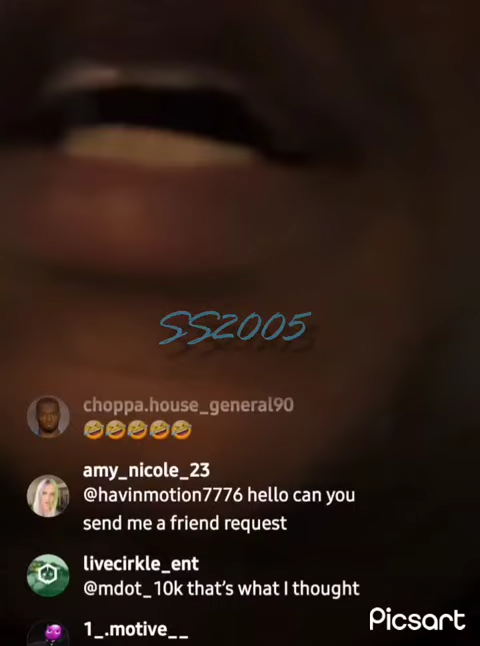 SS2005
choppa.house_general90
🤣🤣🤣🤣🤣
amy_nicole_23
@havinmotion7776 hello can you
send me a friend request
livecirkle_ent
@mdot_10k that's what I thought
Picsart
1_.motive__